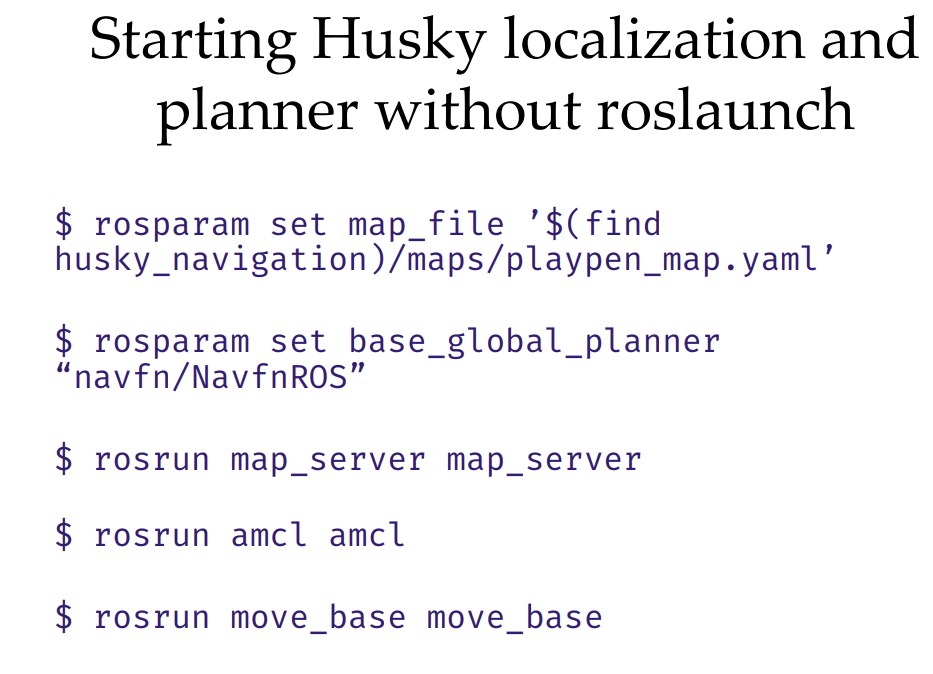 Starting Husky localization and
planner without roslaunch
$ rosparam set map_file ’$(find
husky_navigation)/maps/playpen_map.yaml’
$ rosparam set base_global_planner
“navfn/NavfnROS”
$ rosrun map_server map_server
$ rosrun amcl amcl
$ rosrun move_base move_base